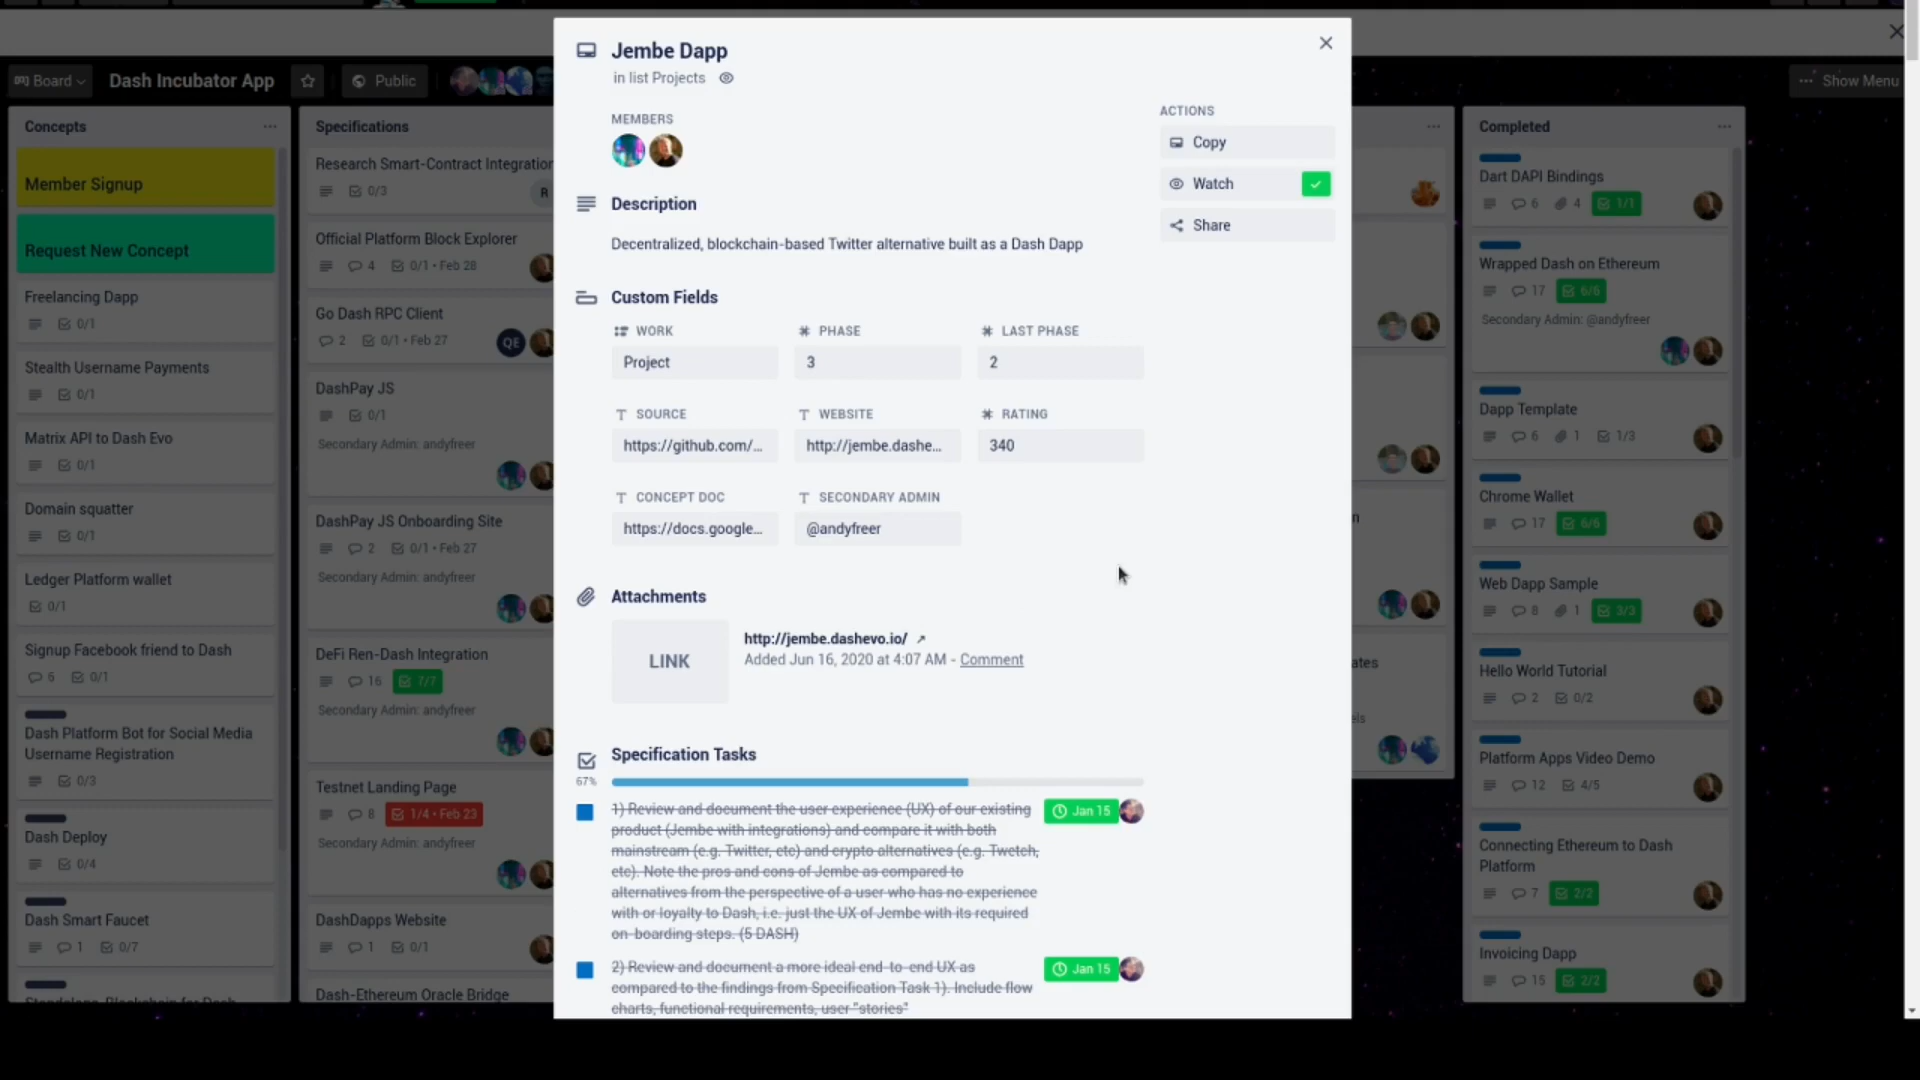 Board
Dash Incubator App
Public
Show Menu
Concepts
Member Signup
Request New Concept
Freelancing Dapp
0/1
Stealth Username Payments
0/1
Matrix API to Dash Evo
0/1
Domain squatter
0/1
Ledger Platform wallet
0/1
Signup Facebook friend to Dash
6 0/1
Dash Platform Bot for Social Media
Username Registration
0/3
Dash Deploy
0/4
Dash Smart Faucet
1 0/7
Specifications
Research Smart-Contract Integration
0/3
R
Official Platform Block Explorer
4 0/1 • Feb 28
Go Dash RPC Client
2 0/1 • Feb 27
QE
DashPay JS
0/1
Secondary Admin: andyfreer
DashPay JS Onboarding Site
2 0/1 • Feb 27
Secondary Admin: andyfreer
DeFi Ren-Dash Integration
16 7/7
Secondary Admin: andyfreer
Testnet Landing Page
8 1/4 • Feb 23
Secondary Admin: andyfreer
DashDapps Website
1 0/1
Dash-Ethereum Oracle Bridge
Jembe Dapp
in list Projects
MEMBERS
Description
Decentralized, blockchain-based Twitter alternative built as a Dash Dapp
Custom Fields
WORK PHASE LAST PHASE
Project 3 2
SOURCE WEBSITE RATING
https://github.com/... http://jembe.dashe... 340
CONCEPT DOC SECONDARY ADMIN
https://docs.google... @andyfreer
Attachments
LINK
http://jembe.dashevo.io/ ↗
Added Jun 16, 2020 at 4:07 AM - Comment
Specification Tasks
67%
1) Review and document the user experience (UX) of our existing
product (Jembe with integrations) and compare it with both
mainstream (e.g. Twitter, etc) and crypto alternatives (e.g. Twetch,
etc). Note the pros and cons of Jembe as compared to
alternatives from the perspective of a user who has no experience
with or loyalty to Dash, i.e. just the UX of Jembe with its required
on-boarding steps. (5 DASH)
Jan 15
2) Review and document a more ideal end-to-end UX as
compared to the findings from Specification Task 1). Include flow
charts, functional requirements, user "stories"
Jan 15
ACTIONS
Copy
Watch
Share
n
ates
els
Completed
Dart DAPI Bindings
6 4 1/1
Wrapped Dash on Ethereum
17 6/6
Secondary Admin: @andyfreer
Dapp Template
6 1 1/3
Chrome Wallet
17 6/6
Web Dapp Sample
8 1 3/3
Hello World Tutorial
2 0/2
Platform Apps Video Demo
12 4/5
Connecting Ethereum to Dash
Platform
7 2/2
Invoicing Dapp
15 2/2